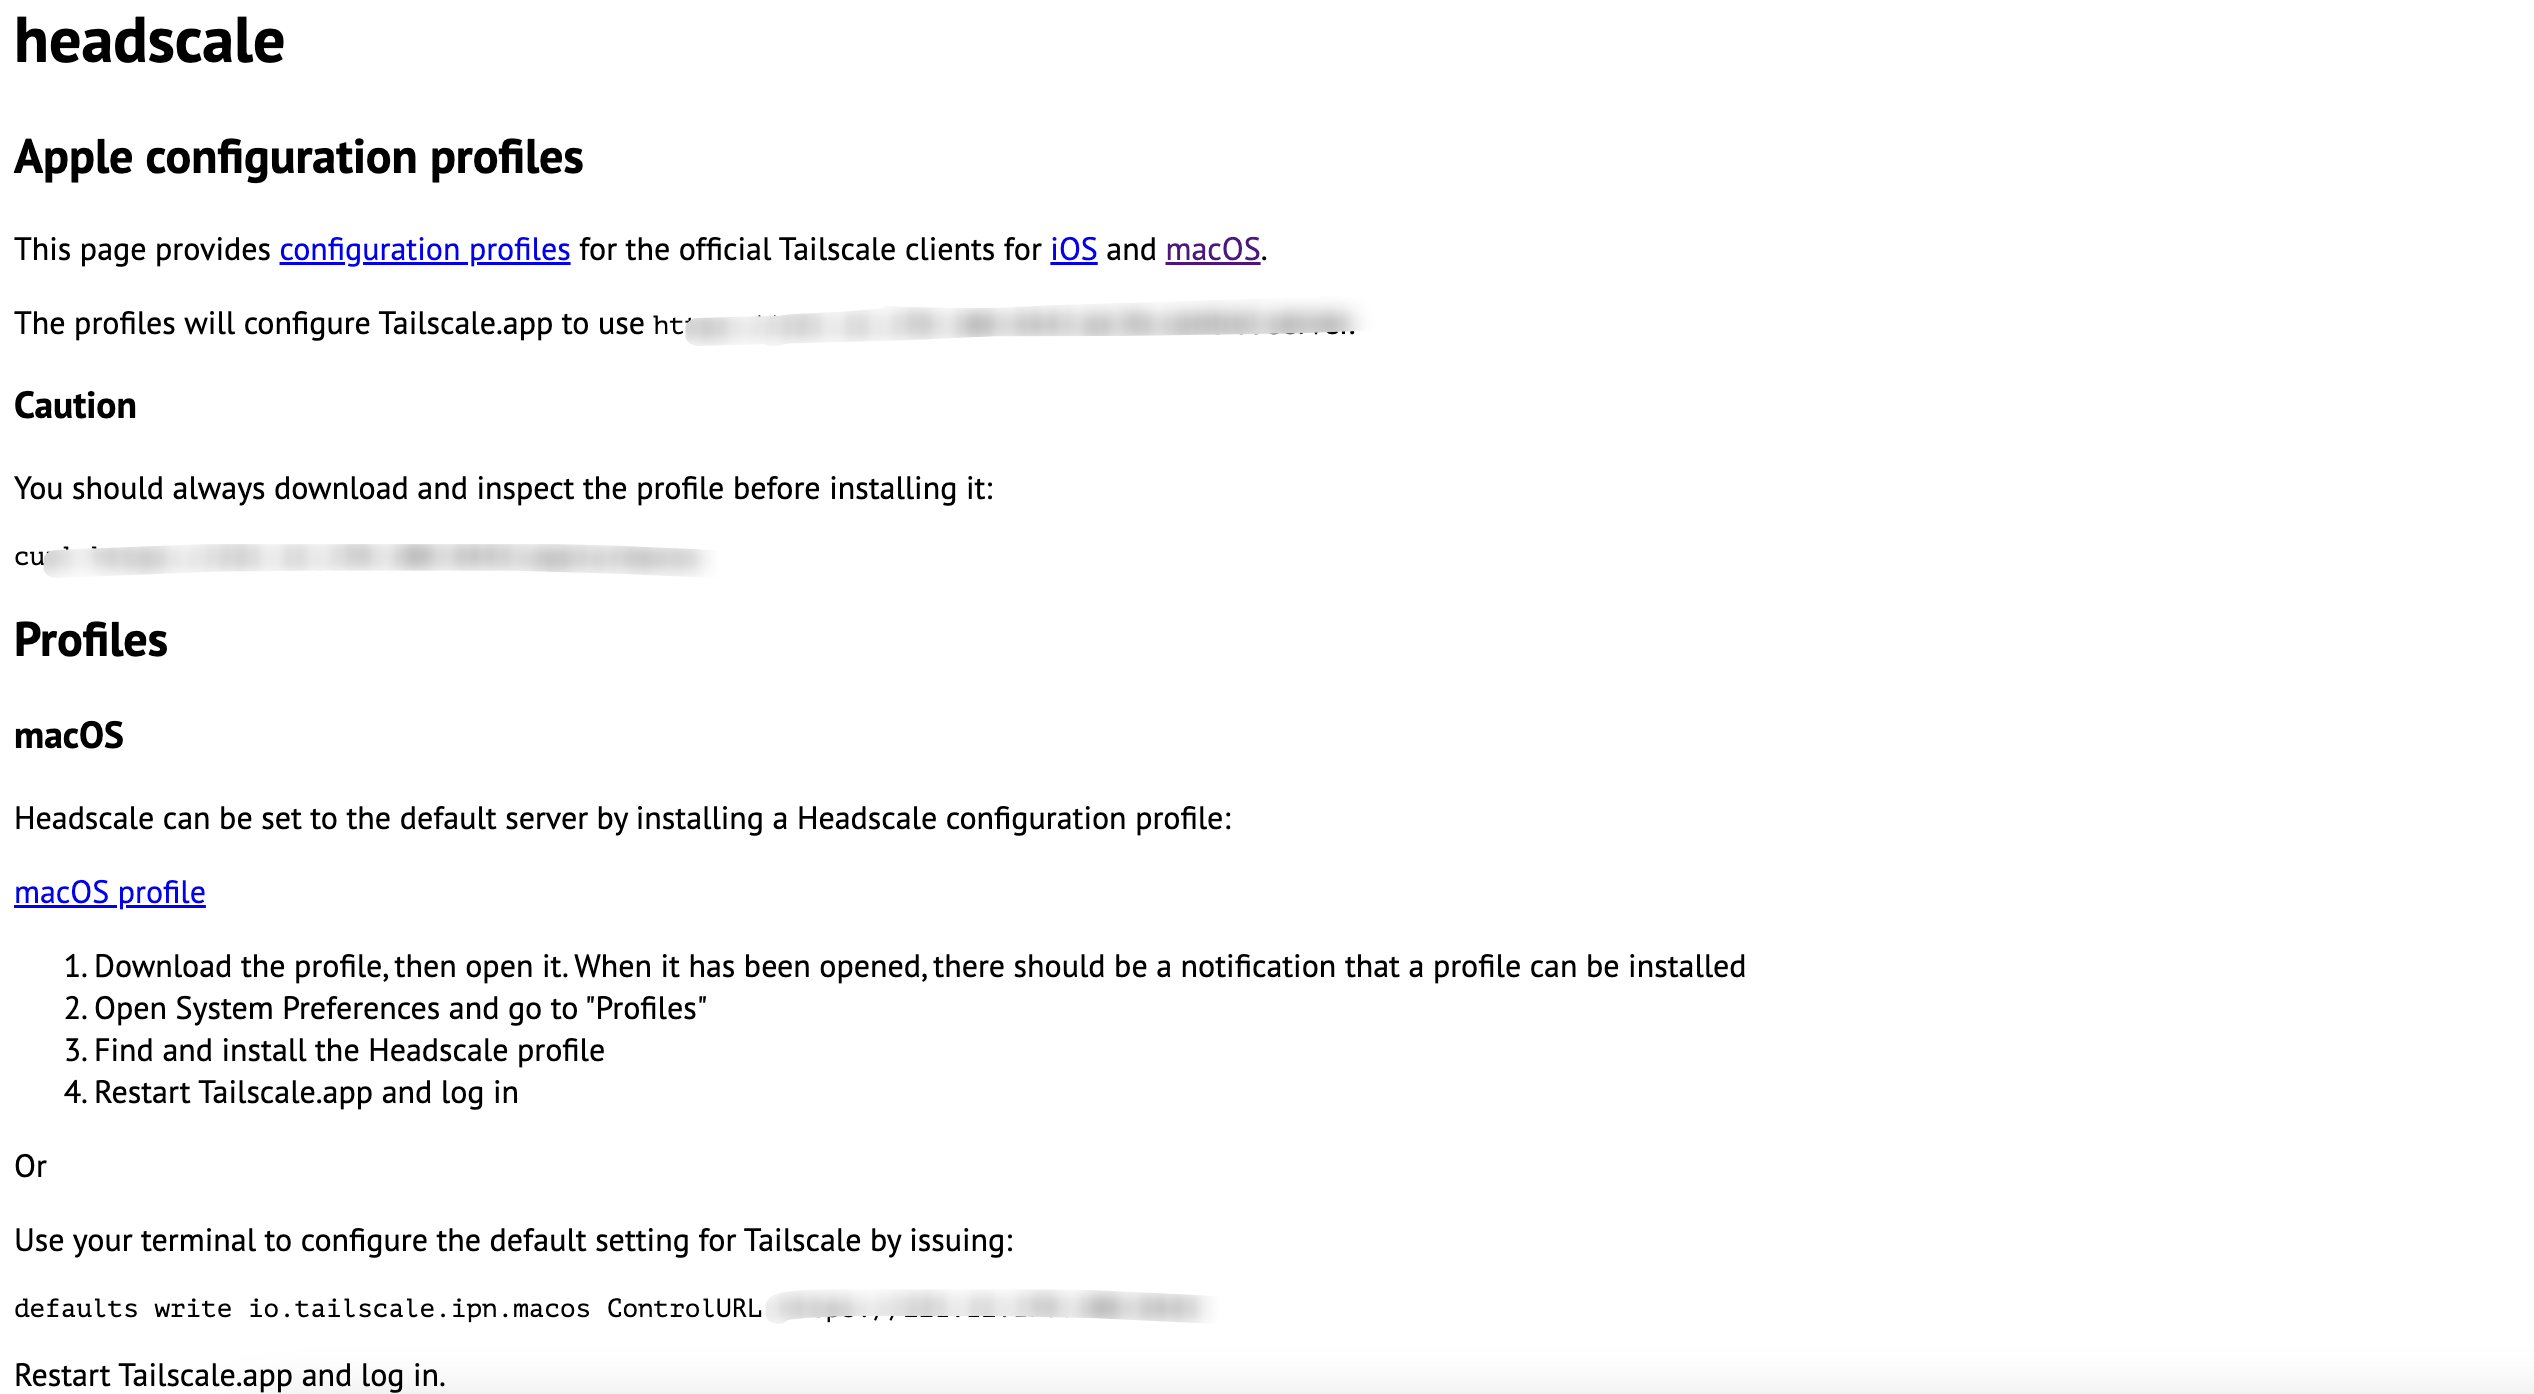 headscale
Apple configuration profiles
This page provides configuration profiles for the official Tailscale clients for iOS and macOS.
The profiles will configure Tailscale.app to use
Caution
You should always download and inspect the profile before installing it:
Profiles
macOS
Headscale can be set to the default server by installing a Headscale configuration profile:
macOS profile
1. Download the profile, then open it. When it has been opened, there should be a notification that a profile can be installed
2. Open System Preferences and go to "Profiles"
3. Find and install the Headscale profile
4. Restart Tailscale.app and log in
Or
Use your terminal to configure the default setting for Tailscale by issuing:
defaults write io.tailscale.ipn.macos ControlURL
Restart Tailscale.app and log in.